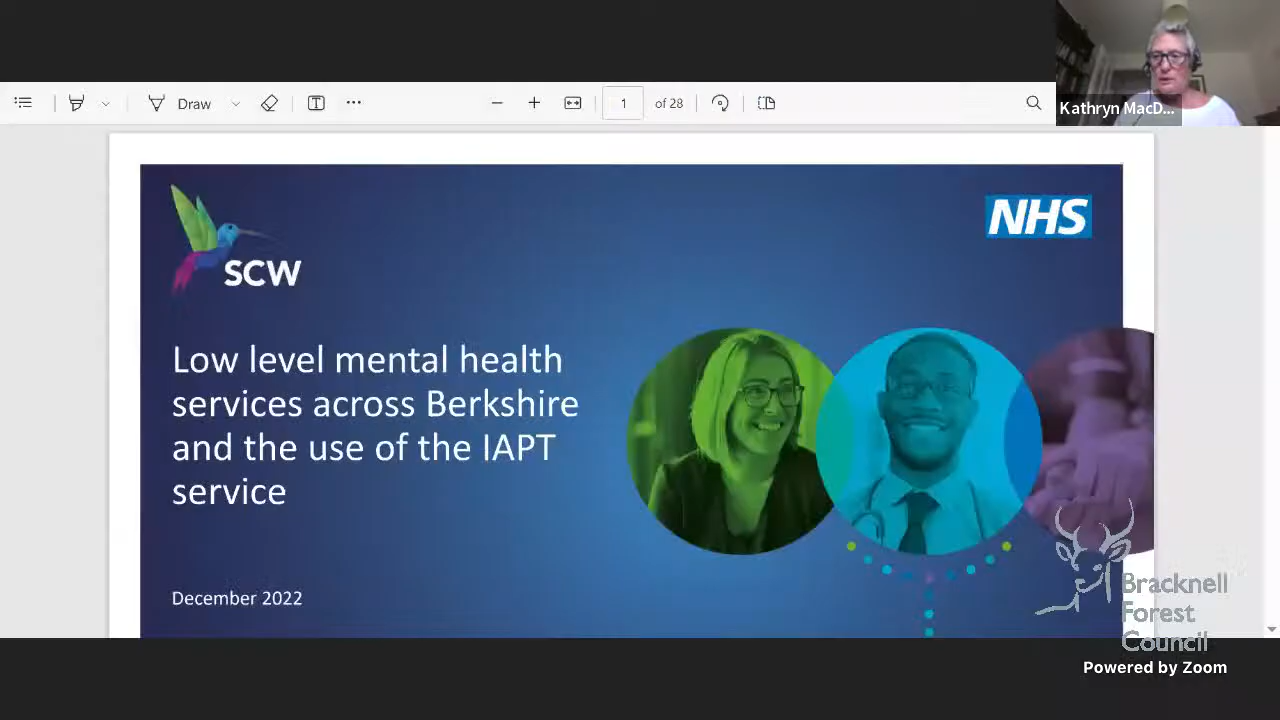 Kathryn MacD...
Draw
1 of 28
SCW
NHS
Low level mental health
services across Berkshire
and the use of the IAPT
service
December 2022
Bracknell
Forest
Council
Powered by Zoom